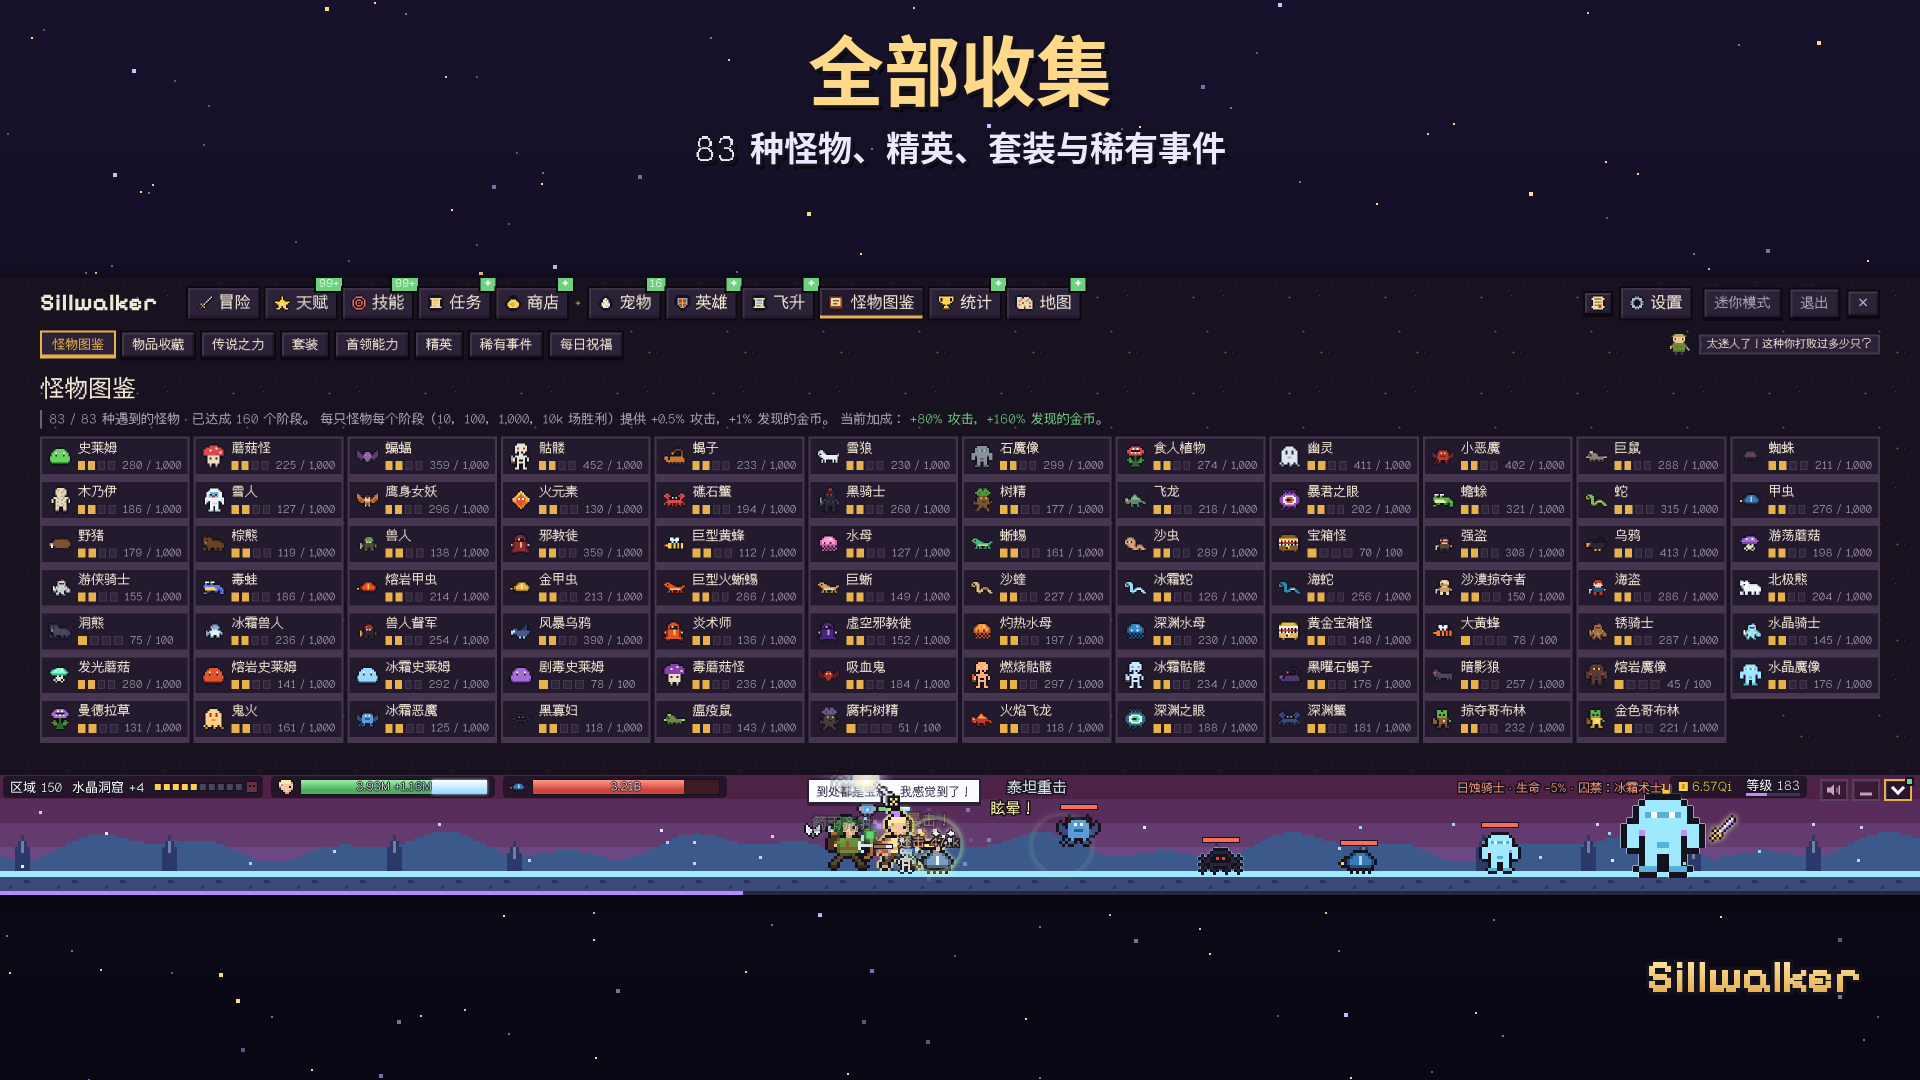 全部收集
83 种怪物、精英、套装与稀有事件
99+ 99+ 16
Sillwalker 冒险 天赋 技能 任务 商店 宠物 英雄 飞升 怪物图鉴 统计 地图 设置 迷你模式 退出 ×
怪物图鉴 物品收藏 传说之力 套装 首领能力 精英 稀有事件 每日祝福 太迷人了！这种你打败过多少只？
怪物图鉴
83 / 83 种遇到的怪物 · 已达成 160 个阶段。 每只怪物每个阶段（10, 100, 1,000, 10k 场胜利）提供 +0.5% 攻击，+1% 发现的金币。 当前加成： +80% 攻击，+160% 发现的金币。
史莱姆 蘑菇怪 蝙蝠 骷髅 蝎子 雪狼 石魔像 食人植物 幽灵 小恶魔 巨鼠 蜘蛛
280 / 1,000 225 / 1,000 359 / 1,000 452 / 1,000 233 / 1,000 230 / 1,000 299 / 1,000 274 / 1,000 411 / 1,000 402 / 1,000 288 / 1,000 211 / 1,000
木乃伊 雪人 鹰身女妖 火元素 礁石蟹 黑骑士 树精 飞龙 暴君之眼 蟾蜍 蛇 甲虫
186 / 1,000 127 / 1,000 296 / 1,000 130 / 1,000 194 / 1,000 260 / 1,000 177 / 1,000 218 / 1,000 202 / 1,000 321 / 1,000 315 / 1,000 276 / 1,000
野猪 棕熊 兽人 邪教徒 巨型黄蜂 水母 蜥蜴 沙虫 宝箱怪 强盗 乌鸦 游荡蘑菇
179 / 1,000 119 / 1,000 138 / 1,000 359 / 1,000 112 / 1,000 127 / 1,000 161 / 1,000 289 / 1,000 70 / 100 308 / 1,000 413 / 1,000 198 / 1,000
游侠骑士 毒蛙 熔岩甲虫 金甲虫 巨型火蜥蜴 巨蜥 沙蝰 冰霜蛇 海蛇 沙漠掠夺者 海盗 北极熊
155 / 1,000 186 / 1,000 214 / 1,000 213 / 1,000 286 / 1,000 149 / 1,000 227 / 1,000 126 / 1,000 256 / 1,000 150 / 1,000 286 / 1,000 204 / 1,000
洞熊 冰霜兽人 兽人督军 风暴乌鸦 炎术师 虚空邪教徒 灼热水母 深渊水母 黄金宝箱怪 大黄蜂 锈骑士 水晶骑士
75 / 100 236 / 1,000 254 / 1,000 390 / 1,000 136 / 1,000 152 / 1,000 197 / 1,000 230 / 1,000 140 / 1,000 78 / 100 287 / 1,000 145 / 1,000
发光蘑菇 熔岩史莱姆 冰霜史莱姆 剧毒史莱姆 毒蘑菇怪 吸血鬼 燃烧骷髅 冰霜骷髅 黑曜石蝎子 暗影狼 熔岩魔像 水晶魔像
280 / 1,000 141 / 1,000 292 / 1,000 78 / 100 236 / 1,000 184 / 1,000 297 / 1,000 234 / 1,000 176 / 1,000 257 / 1,000 45 / 100 176 / 1,000
曼德拉草 鬼火 冰霜恶魔 黑寡妇 瘟疫鼠 腐朽树精 火焰飞龙 深渊之眼 深渊蟹 掠夺哥布林 金色哥布林
131 / 1,000 161 / 1,000 125 / 1,000 118 / 1,000 143 / 1,000 51 / 100 118 / 1,000 188 / 1,000 181 / 1,000 232 / 1,000 221 / 1,000
区域 150 水晶洞窟 +4 3.96M +1.16M 3.21B 泰坦重击 日蚀骑士 · 生命 -5% · 囚禁：冰霜术士 6.57Qi 等级 183
到处都是宝 我感觉到了！
眩晕！
Sillwalker